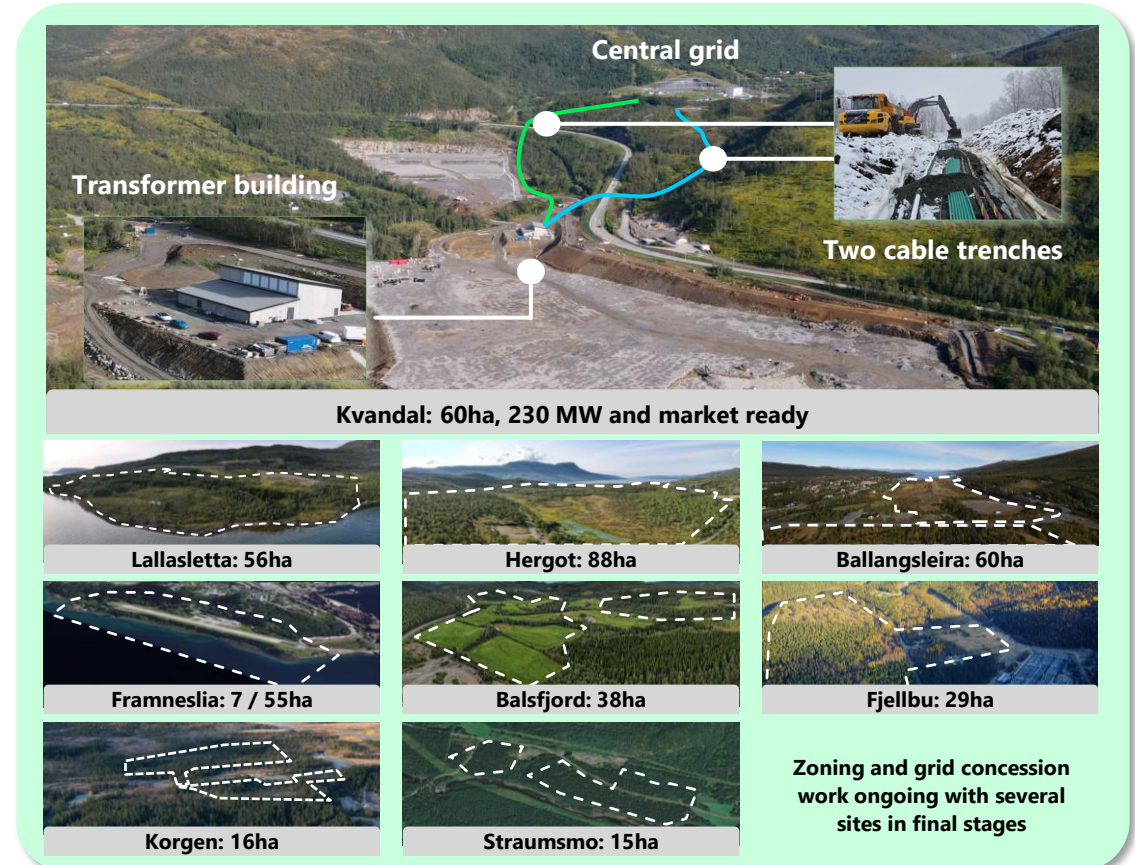 Central grid
Transformer building
Two cable trenches
Kvandal: 60ha, 230 MW and market ready
Lallasletta: 56ha
Hergot: 88ha
Ballangsleira: 60ha
Framneslia: 7 / 55ha
Balsfjord: 38ha
Fjellbu: 29ha
Korgen: 16ha
Straumsmo: 15ha
Zoning and grid concession
work ongoing with several
sites in final stages